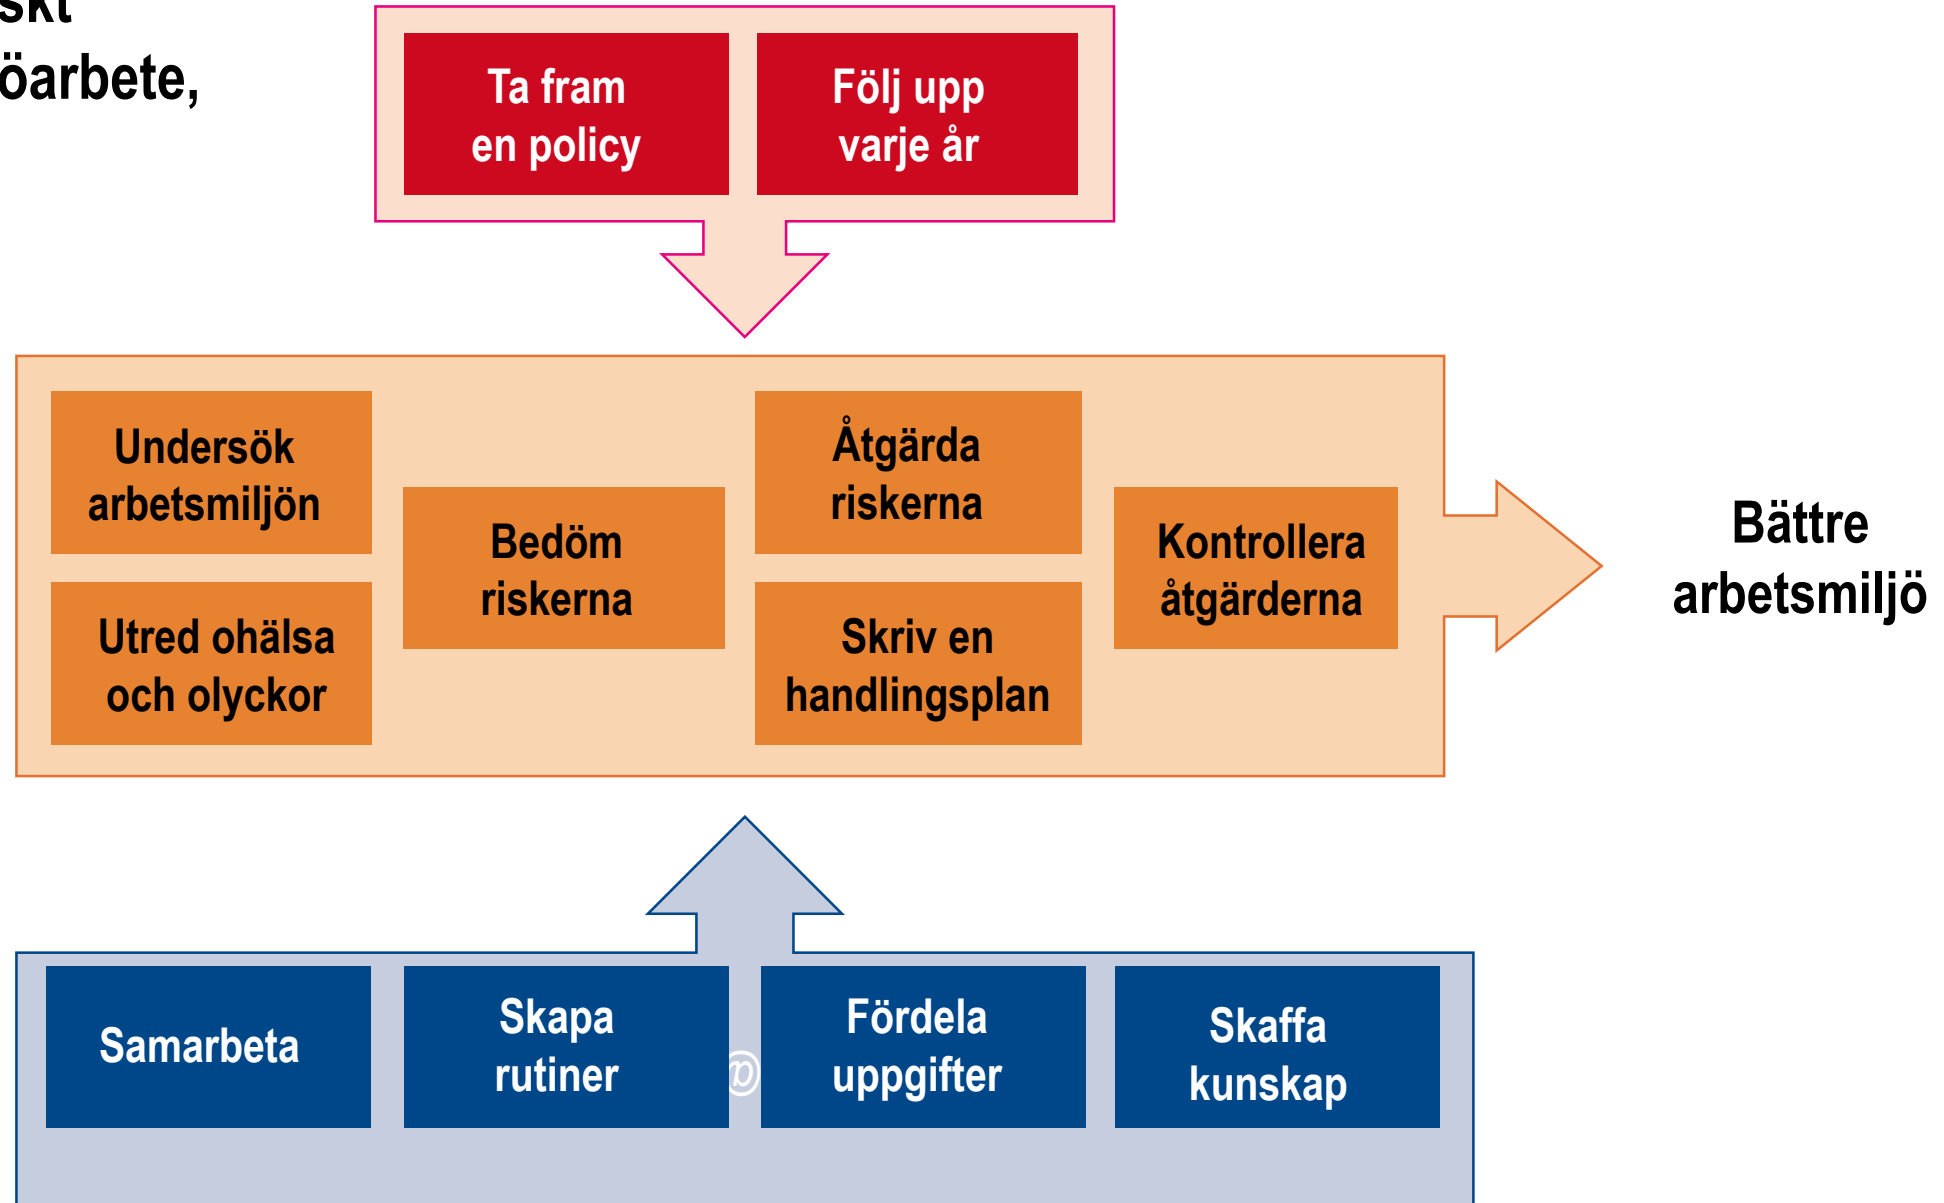 skt
öarbete,
Ta fram
en policy
Följ upp
varje år
Undersök
arbetsmiljön
Utred ohälsa
och olyckor
Bedöm
riskerna
Åtgärda
riskerna
Skriv en
handlingsplan
Kontrollera
åtgärderna
Bättre
arbetsmiljö
Samarbeta
Skapa
rutiner
@
Fördela
uppgifter
Skaffa
kunskap